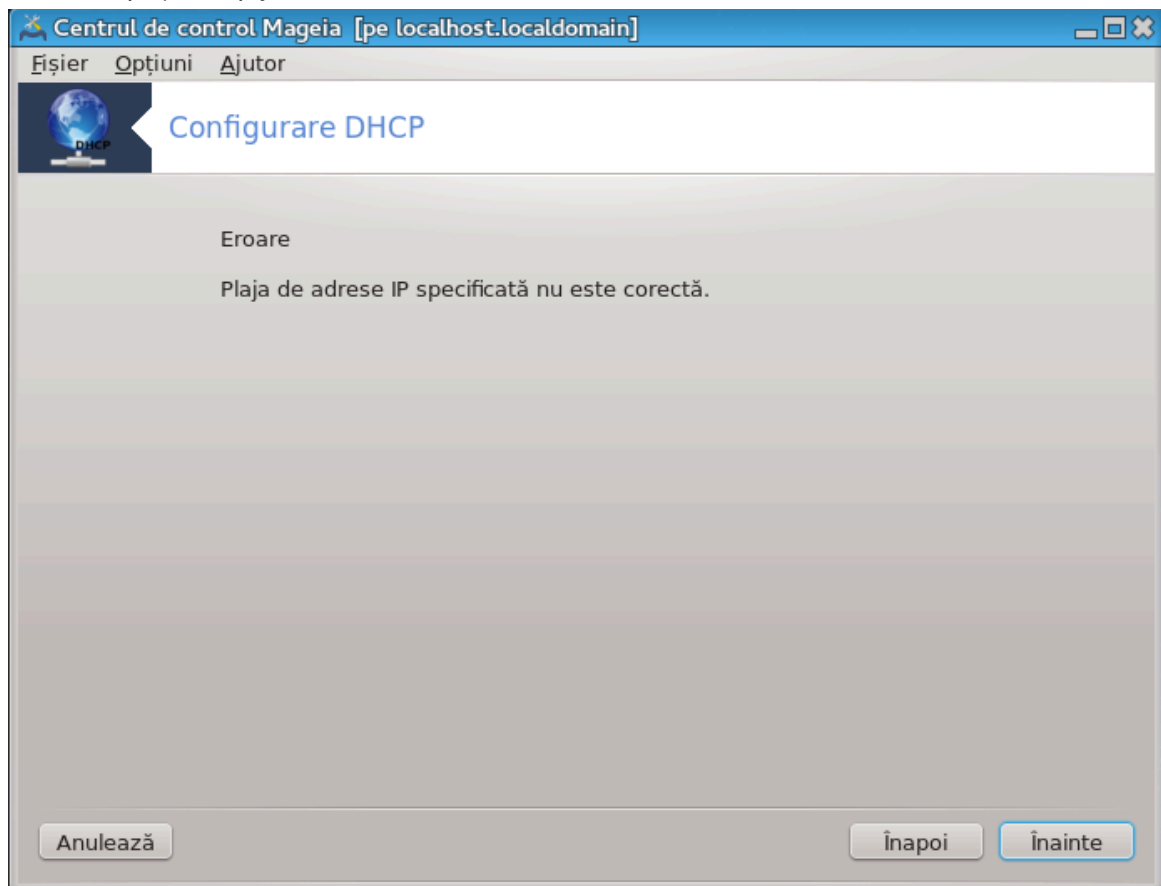 Centrul de control Mageia [pe localhost.localdomain]
Fișier Opțiuni Ajutor
DHCP
Configurare DHCP
Eroare
Plaja de adrese IP specificată nu este corectă.
Anulează Înapoi Înainte